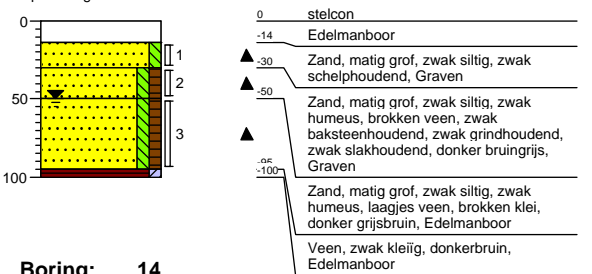 0
50
100
1
2
3
0 stelcon
-14 Edelmanboor
-30 Zand, matig grof, zwak siltig, zwak
schelphoudend, Graven
-50 Zand, matig grof, zwak siltig, zwak
humeus, brokken veen, zwak
baksteenhoudend, zwak grindhoudend,
zwak slakhoudend, donker bruingrijs,
Graven
-95
-100 Zand, matig grof, zwak siltig, zwak
humeus, laagjes veen, brokken klei,
donker grijsbruin, Edelmanboor
Veen, zwak kleiïg, donkerbruin,
Edelmanboor
Boring: 14